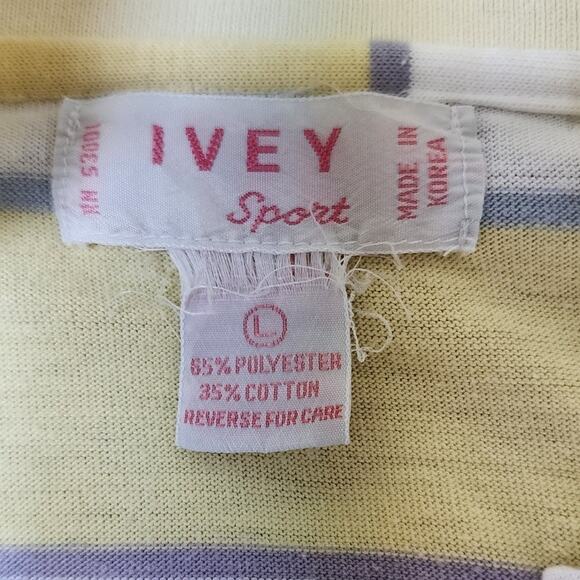 RN 53001
IVEY
Sport
MADE IN
KOREA
L
65% POLYESTER
35% COTTON
REVERSE FOR CARE